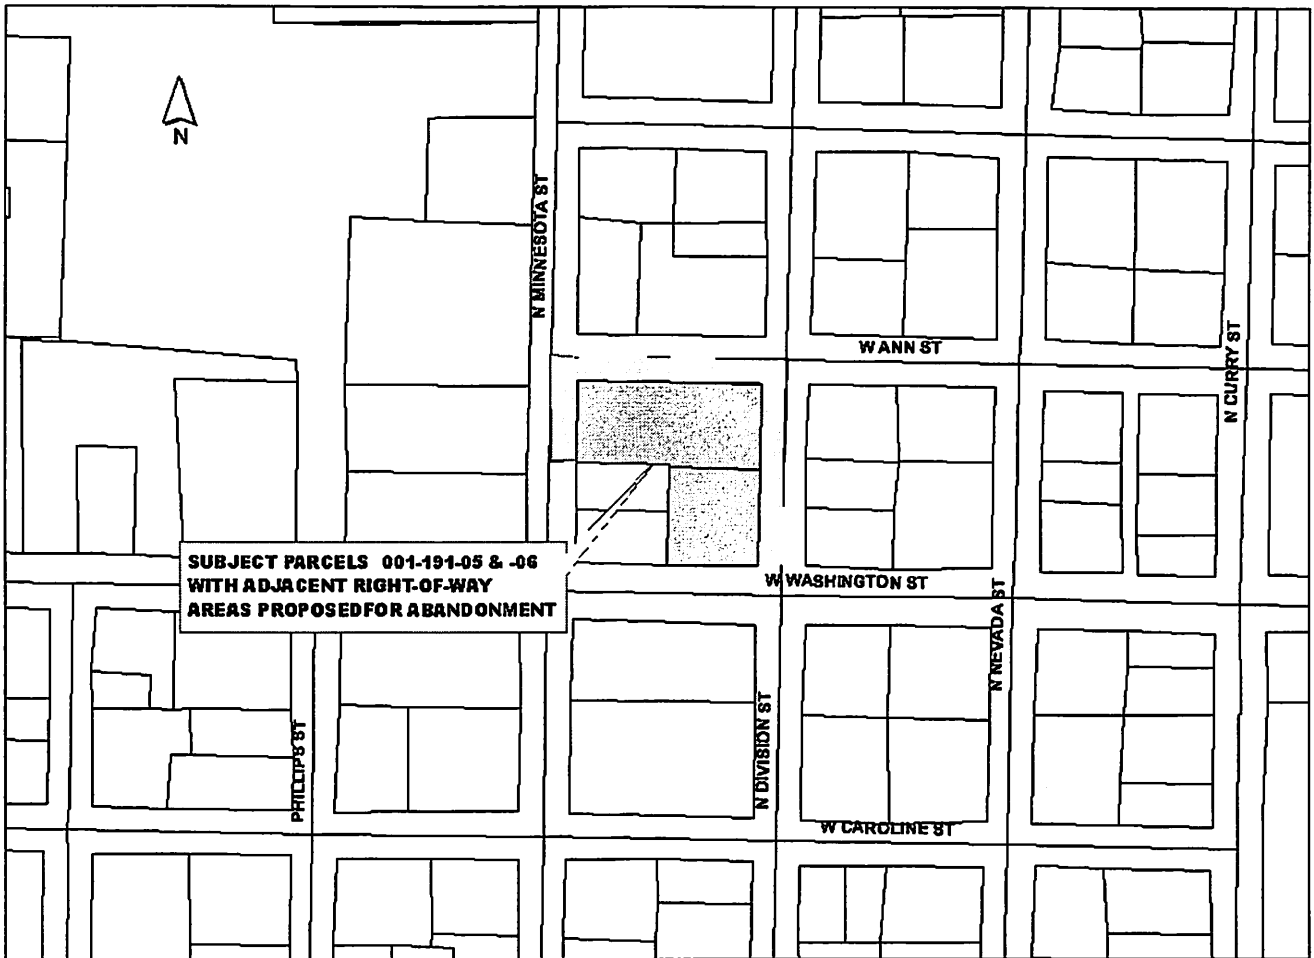 N
N MINNESOTA ST
W ANN ST
N CURRY ST
SUBJECT PARCELS 001-191-05 & -06
WITH ADJACENT RIGHT-OF-WAY
AREAS PROPOSEDFOR ABANDONMENT
W WASHINGTON ST
N NEVADA ST
N DIVISION ST
PHILLIPS ST
W CAROLINE ST